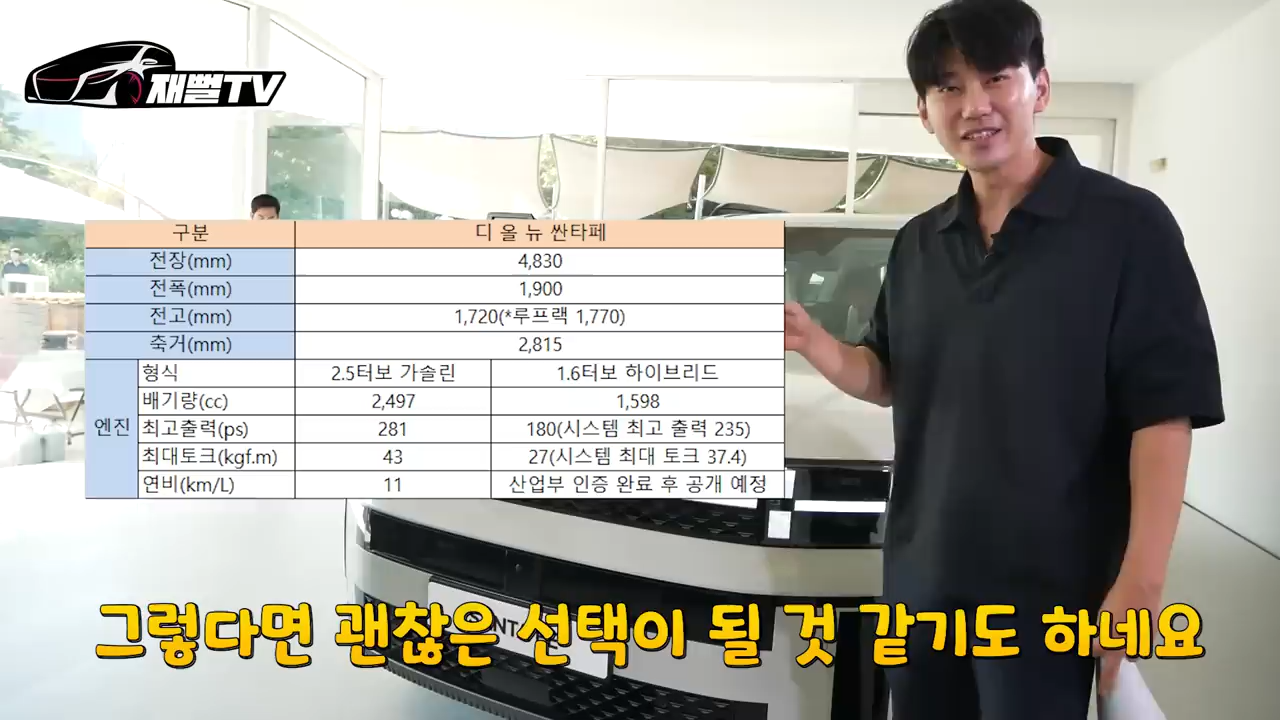 재뻘TV
구분 디 올 뉴 싼타페
전장(mm) 4,830
전폭(mm) 1,900
전고(mm) 1,720(*루프랙 1,770)
축거(mm) 2,815
엔진
형식 2.5터보 가솔린 1.6터보 하이브리드
배기량(cc) 2,497 1,598
최고출력(ps) 281 180(시스템 최고 출력 235)
최대토크(kgf.m) 43 27(시스템 최대 토크 37.4)
연비(km/L) 11 산업부 인증 완료 후 공개 예정
그렇다면 괜찮은 선택이 될 것 같기도 하네요